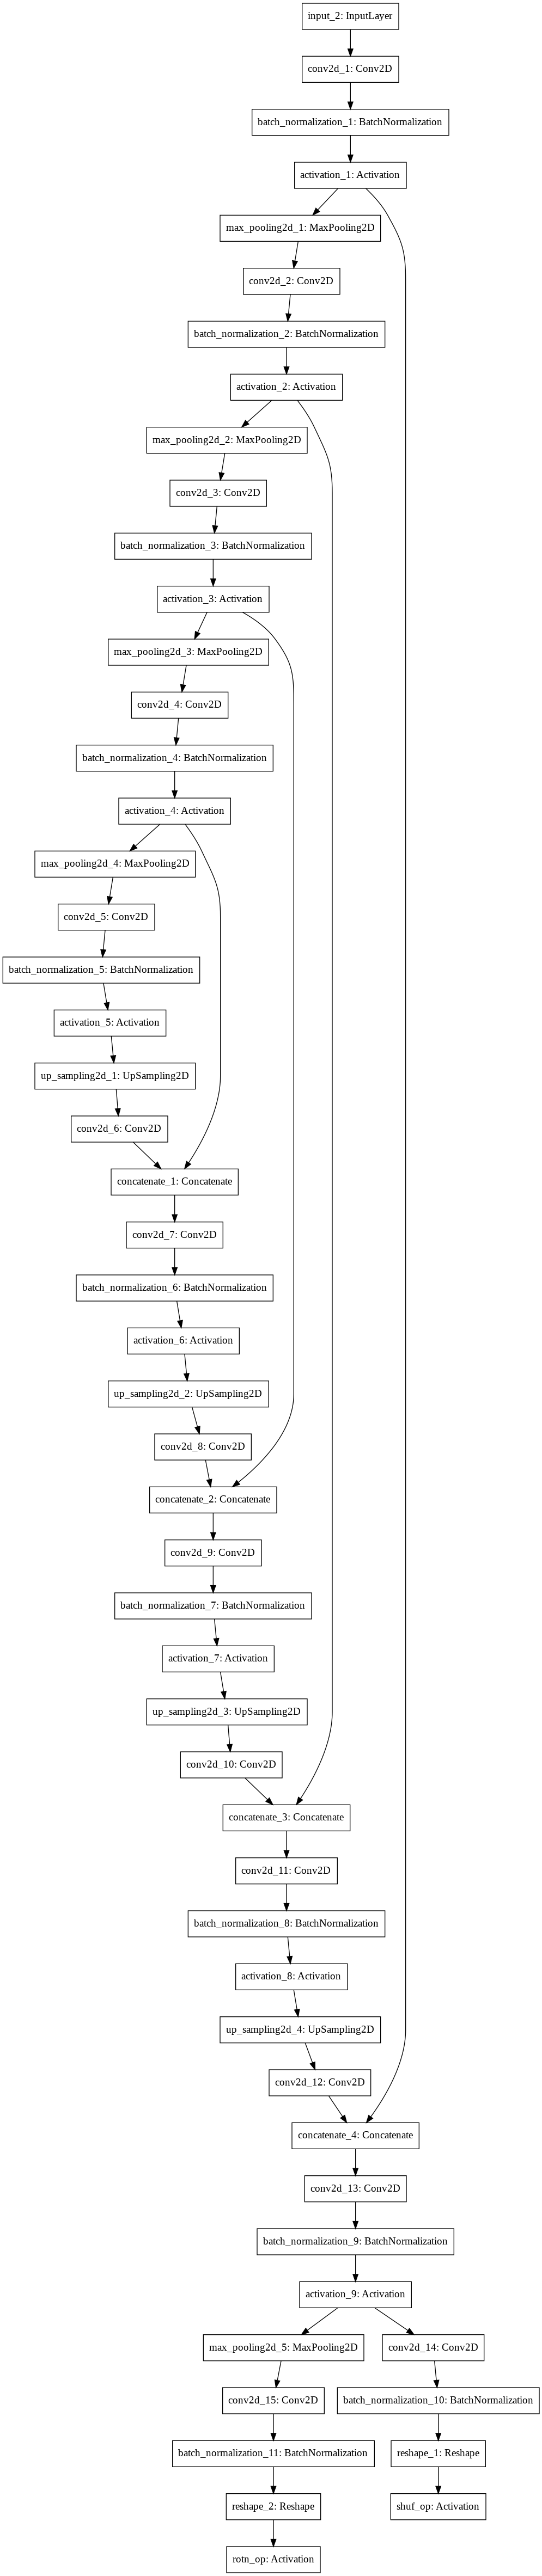 input_2: InputLayer
conv2d_1: Conv2D
batch_normalization_1: BatchNormalization
activation_1: Activation
max_pooling2d_1: MaxPooling2D
conv2d_2: Conv2D
batch_normalization_2: BatchNormalization
activation_2: Activation
max_pooling2d_2: MaxPooling2D
conv2d_3: Conv2D
batch_normalization_3: BatchNormalization
activation_3: Activation
max_pooling2d_3: MaxPooling2D
conv2d_4: Conv2D
batch_normalization_4: BatchNormalization
activation_4: Activation
max_pooling2d_4: MaxPooling2D
conv2d_5: Conv2D
batch_normalization_5: BatchNormalization
activation_5: Activation
up_sampling2d_1: UpSampling2D
conv2d_6: Conv2D
concatenate_1: Concatenate
conv2d_7: Conv2D
batch_normalization_6: BatchNormalization
activation_6: Activation
up_sampling2d_2: UpSampling2D
conv2d_8: Conv2D
concatenate_2: Concatenate
conv2d_9: Conv2D
batch_normalization_7: BatchNormalization
activation_7: Activation
up_sampling2d_3: UpSampling2D
conv2d_10: Conv2D
concatenate_3: Concatenate
conv2d_11: Conv2D
batch_normalization_8: BatchNormalization
activation_8: Activation
up_sampling2d_4: UpSampling2D
conv2d_12: Conv2D
concatenate_4: Concatenate
conv2d_13: Conv2D
batch_normalization_9: BatchNormalization
activation_9: Activation
max_pooling2d_5: MaxPooling2D
conv2d_14: Conv2D
conv2d_15: Conv2D
batch_normalization_10: BatchNormalization
batch_normalization_11: BatchNormalization
reshape_1: Reshape
reshape_2: Reshape
shuf_op: Activation
rotn_op: Activation